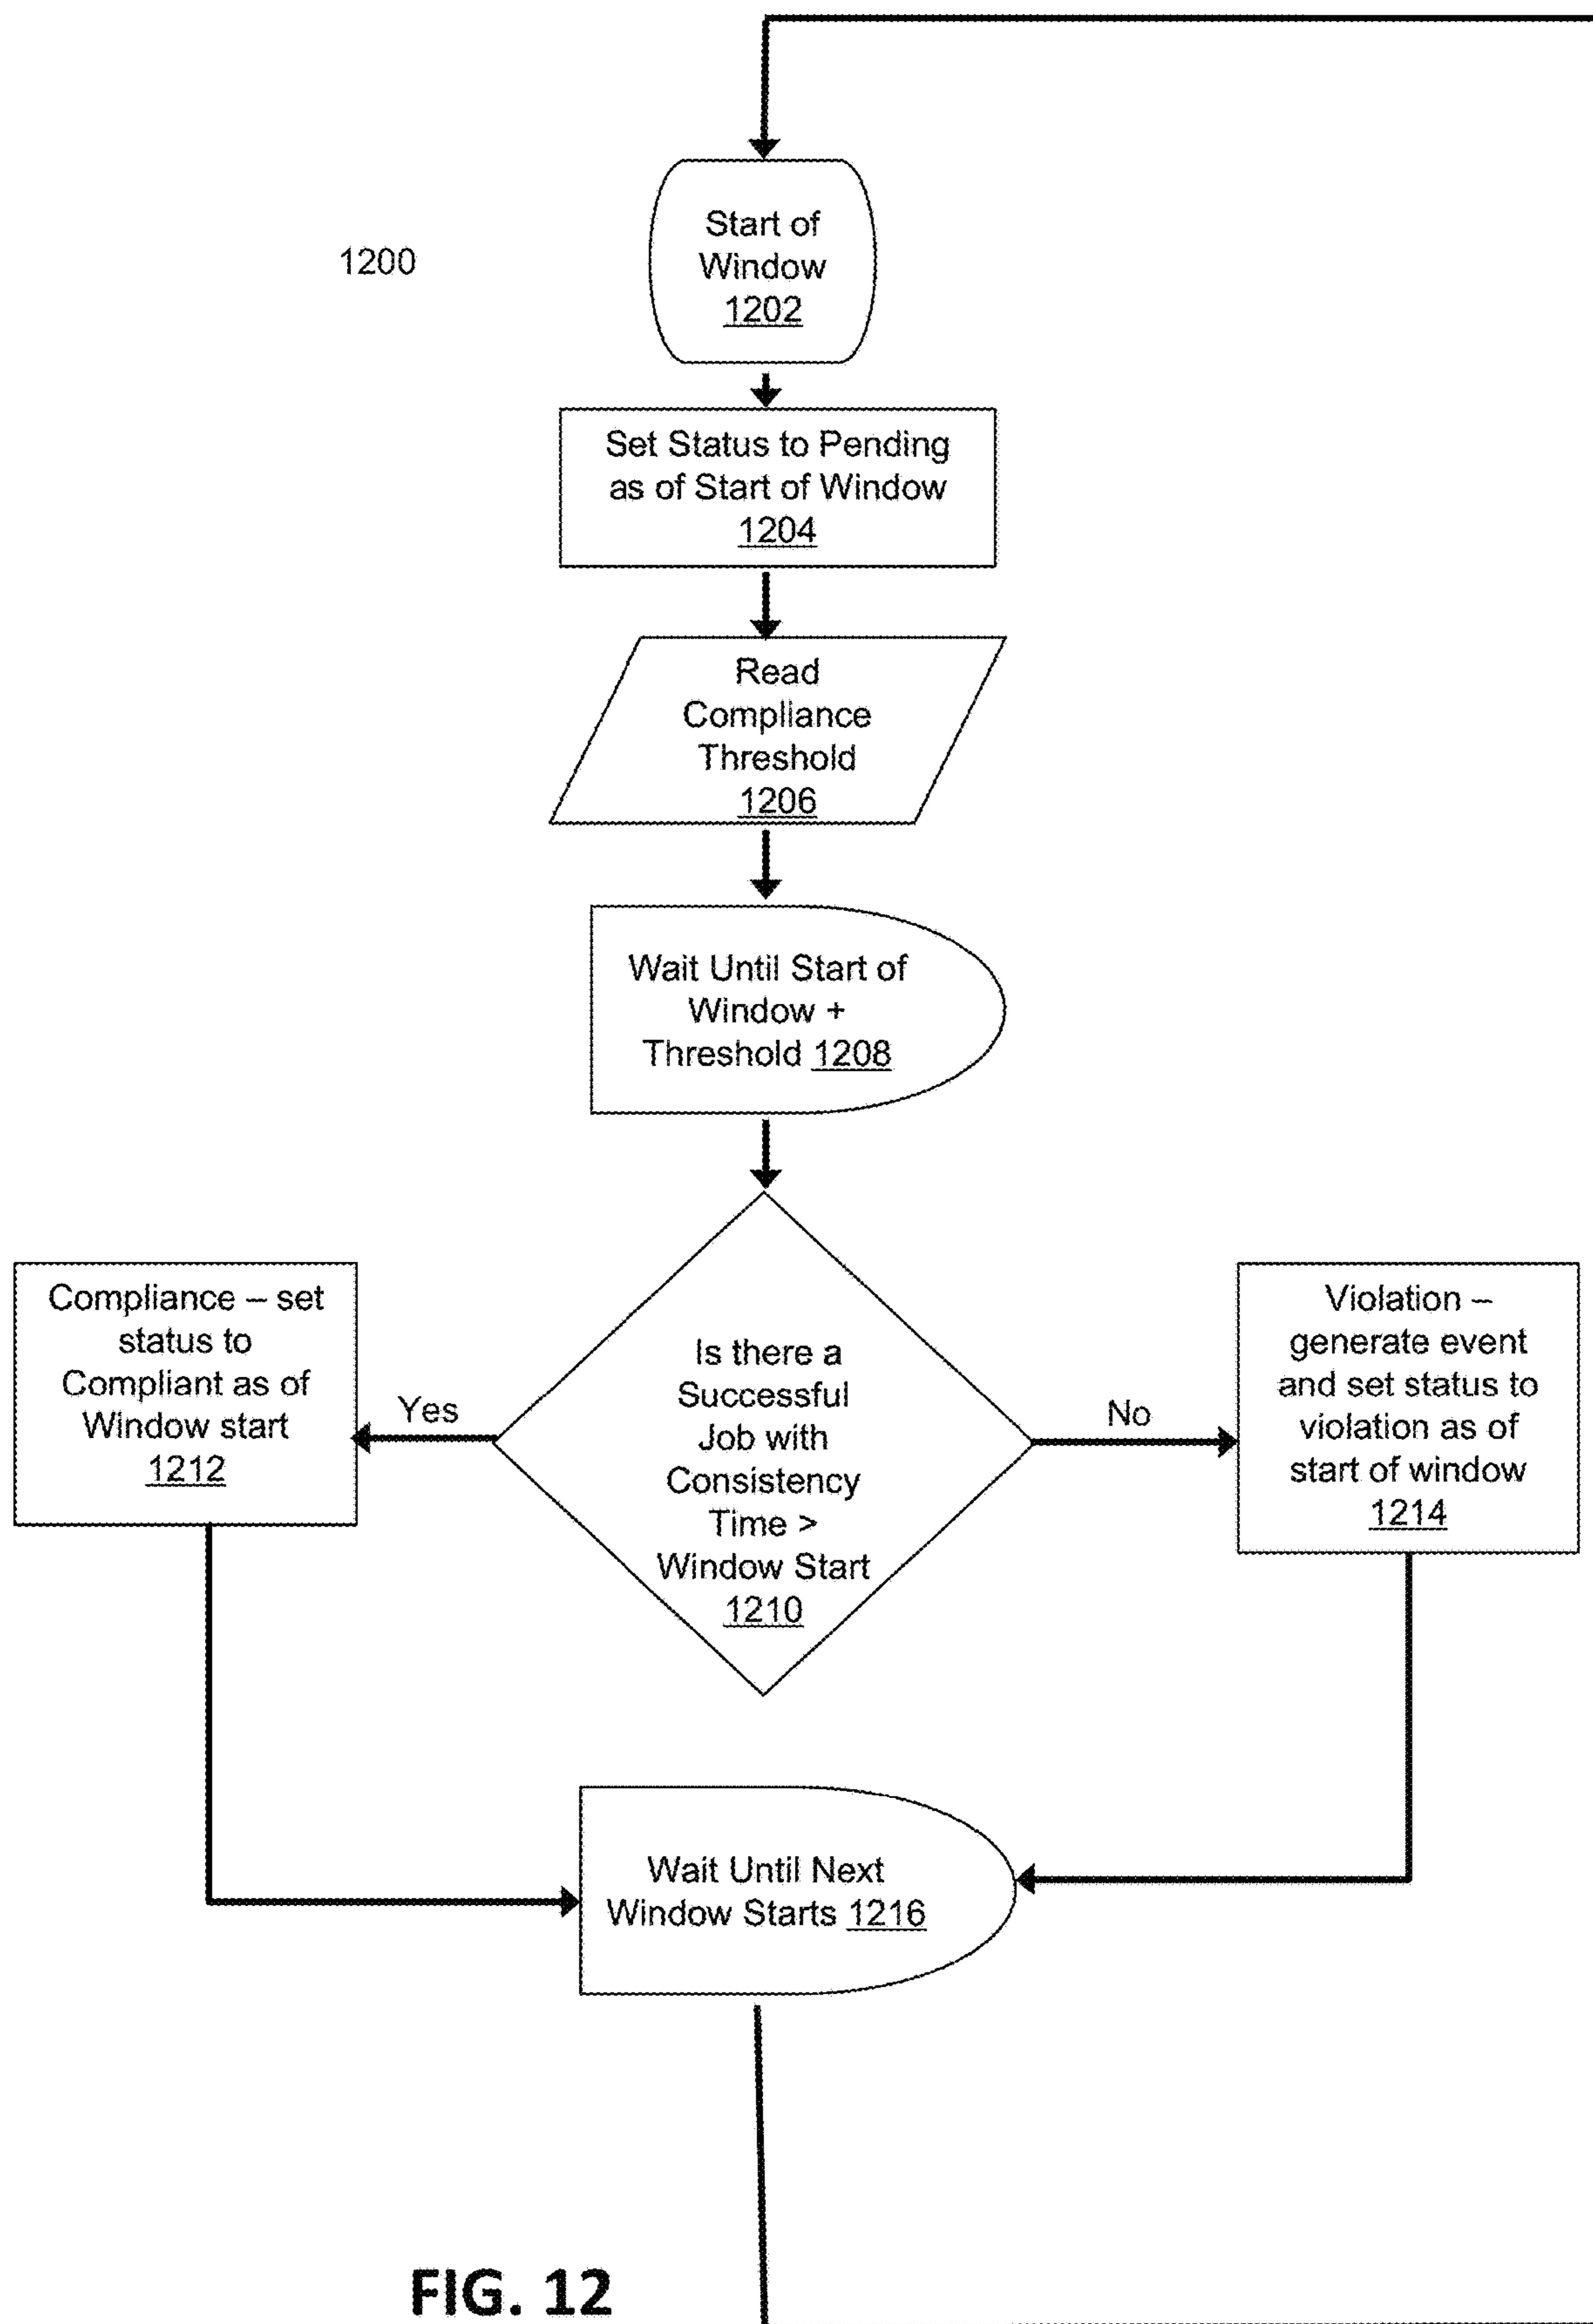 1200
Start of
Window
1202
Set Status to Pending
as of Start of Window
1204
Read
Compliance
Threshold
1206
Wait Until Start of
Window +
Threshold 1208
Compliance – set
status to
Compliant as of
Window start
1212
Yes
Is there a
Successful
Job with
Consistency
Time >
Window Start
1210
No
Violation –
generate event
and set status to
violation as of
start of window
1214
Wait Until Next
Window Starts 1216
FIG. 12